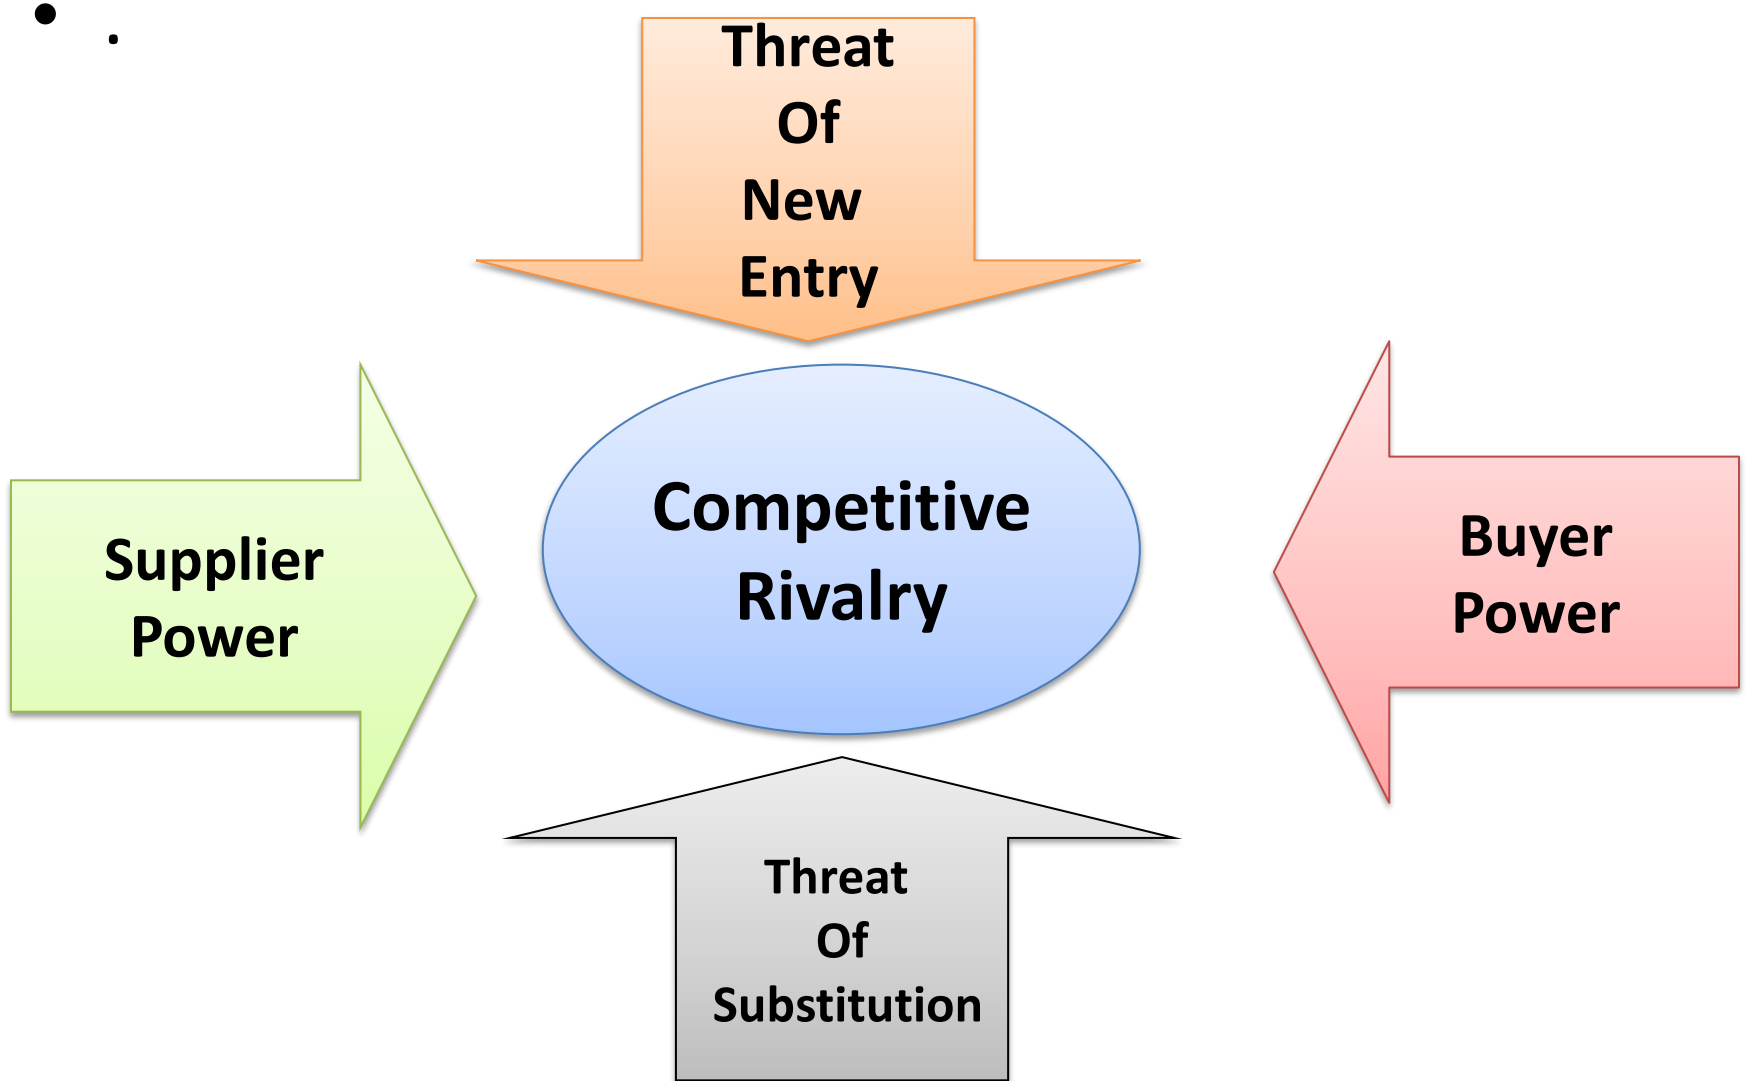 • .
Threat
Of
New
Entry
Supplier
Power
Competitive
Rivalry
Buyer
Power
Threat
Of
Substitution